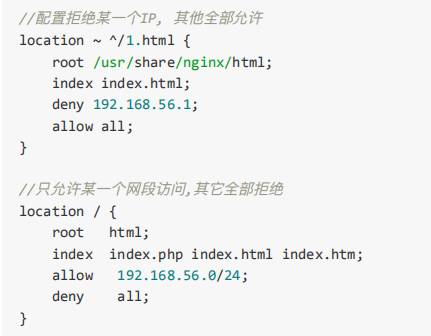 //配置拒绝某一个IP, 其他全部允许
location ~ ^/1.html {
    root /usr/share/nginx/html;
    index index.html;
    deny 192.168.56.1;
    allow all;
}

//只允许某一个网段访问,其它全部拒绝
location / {
    root   html;
    index  index.php index.html index.htm;
    allow   192.168.56.0/24;
    deny    all;
}